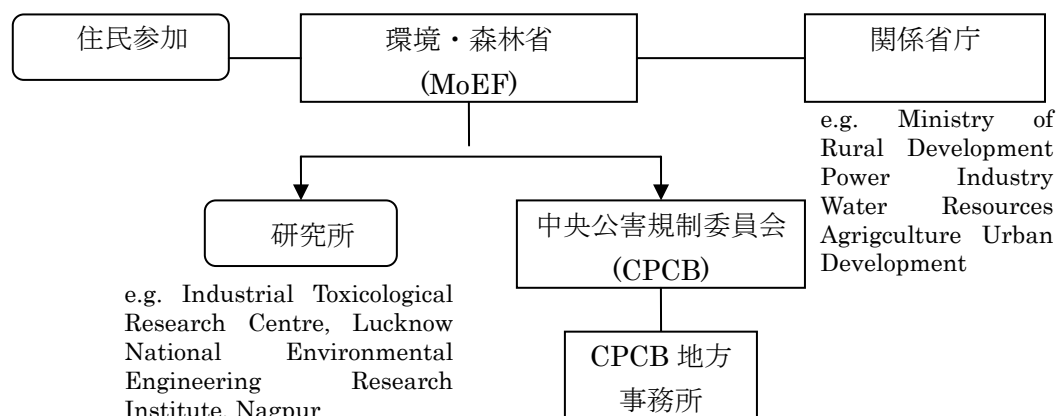 住民参加
環境・森林省
(MoEF)
関係省庁
e.g. Ministry of
Rural Development
Power Industry
Water Resources
Agrigculture Urban
Development
研究所
中央公害規制委員会
(CPCB)
e.g. Industrial Toxicological
Research Centre, Lucknow
National Environmental
Engineering Research
Institute, Nagpur
CPCB 地方
事務所